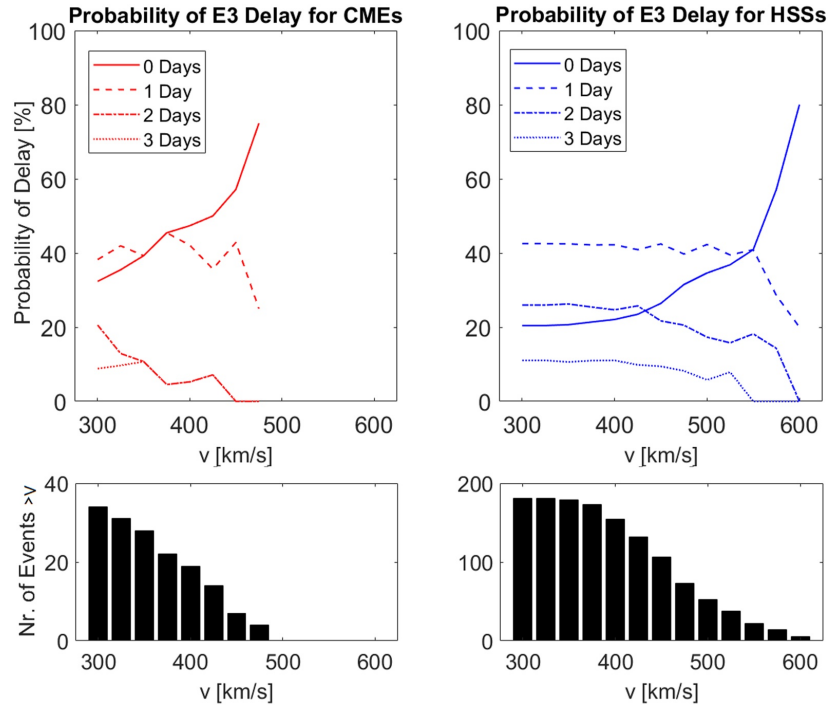 Probability of E3 Delay for CMEs
100
80
60
40
20
0
Probability of Delay [%]
0 Days
1 Day
2 Days
3 Days
300 400 500 600
v [km/s]
Probability of E3 Delay for HSSs
100
80
60
40
20
0
0 Days
1 Day
2 Days
3 Days
300 400 500 600
v [km/s]
40
20
0
Nr. of Events >v
300 400 500 600
v [km/s]
200
100
0
300 400 500 600
v [km/s]